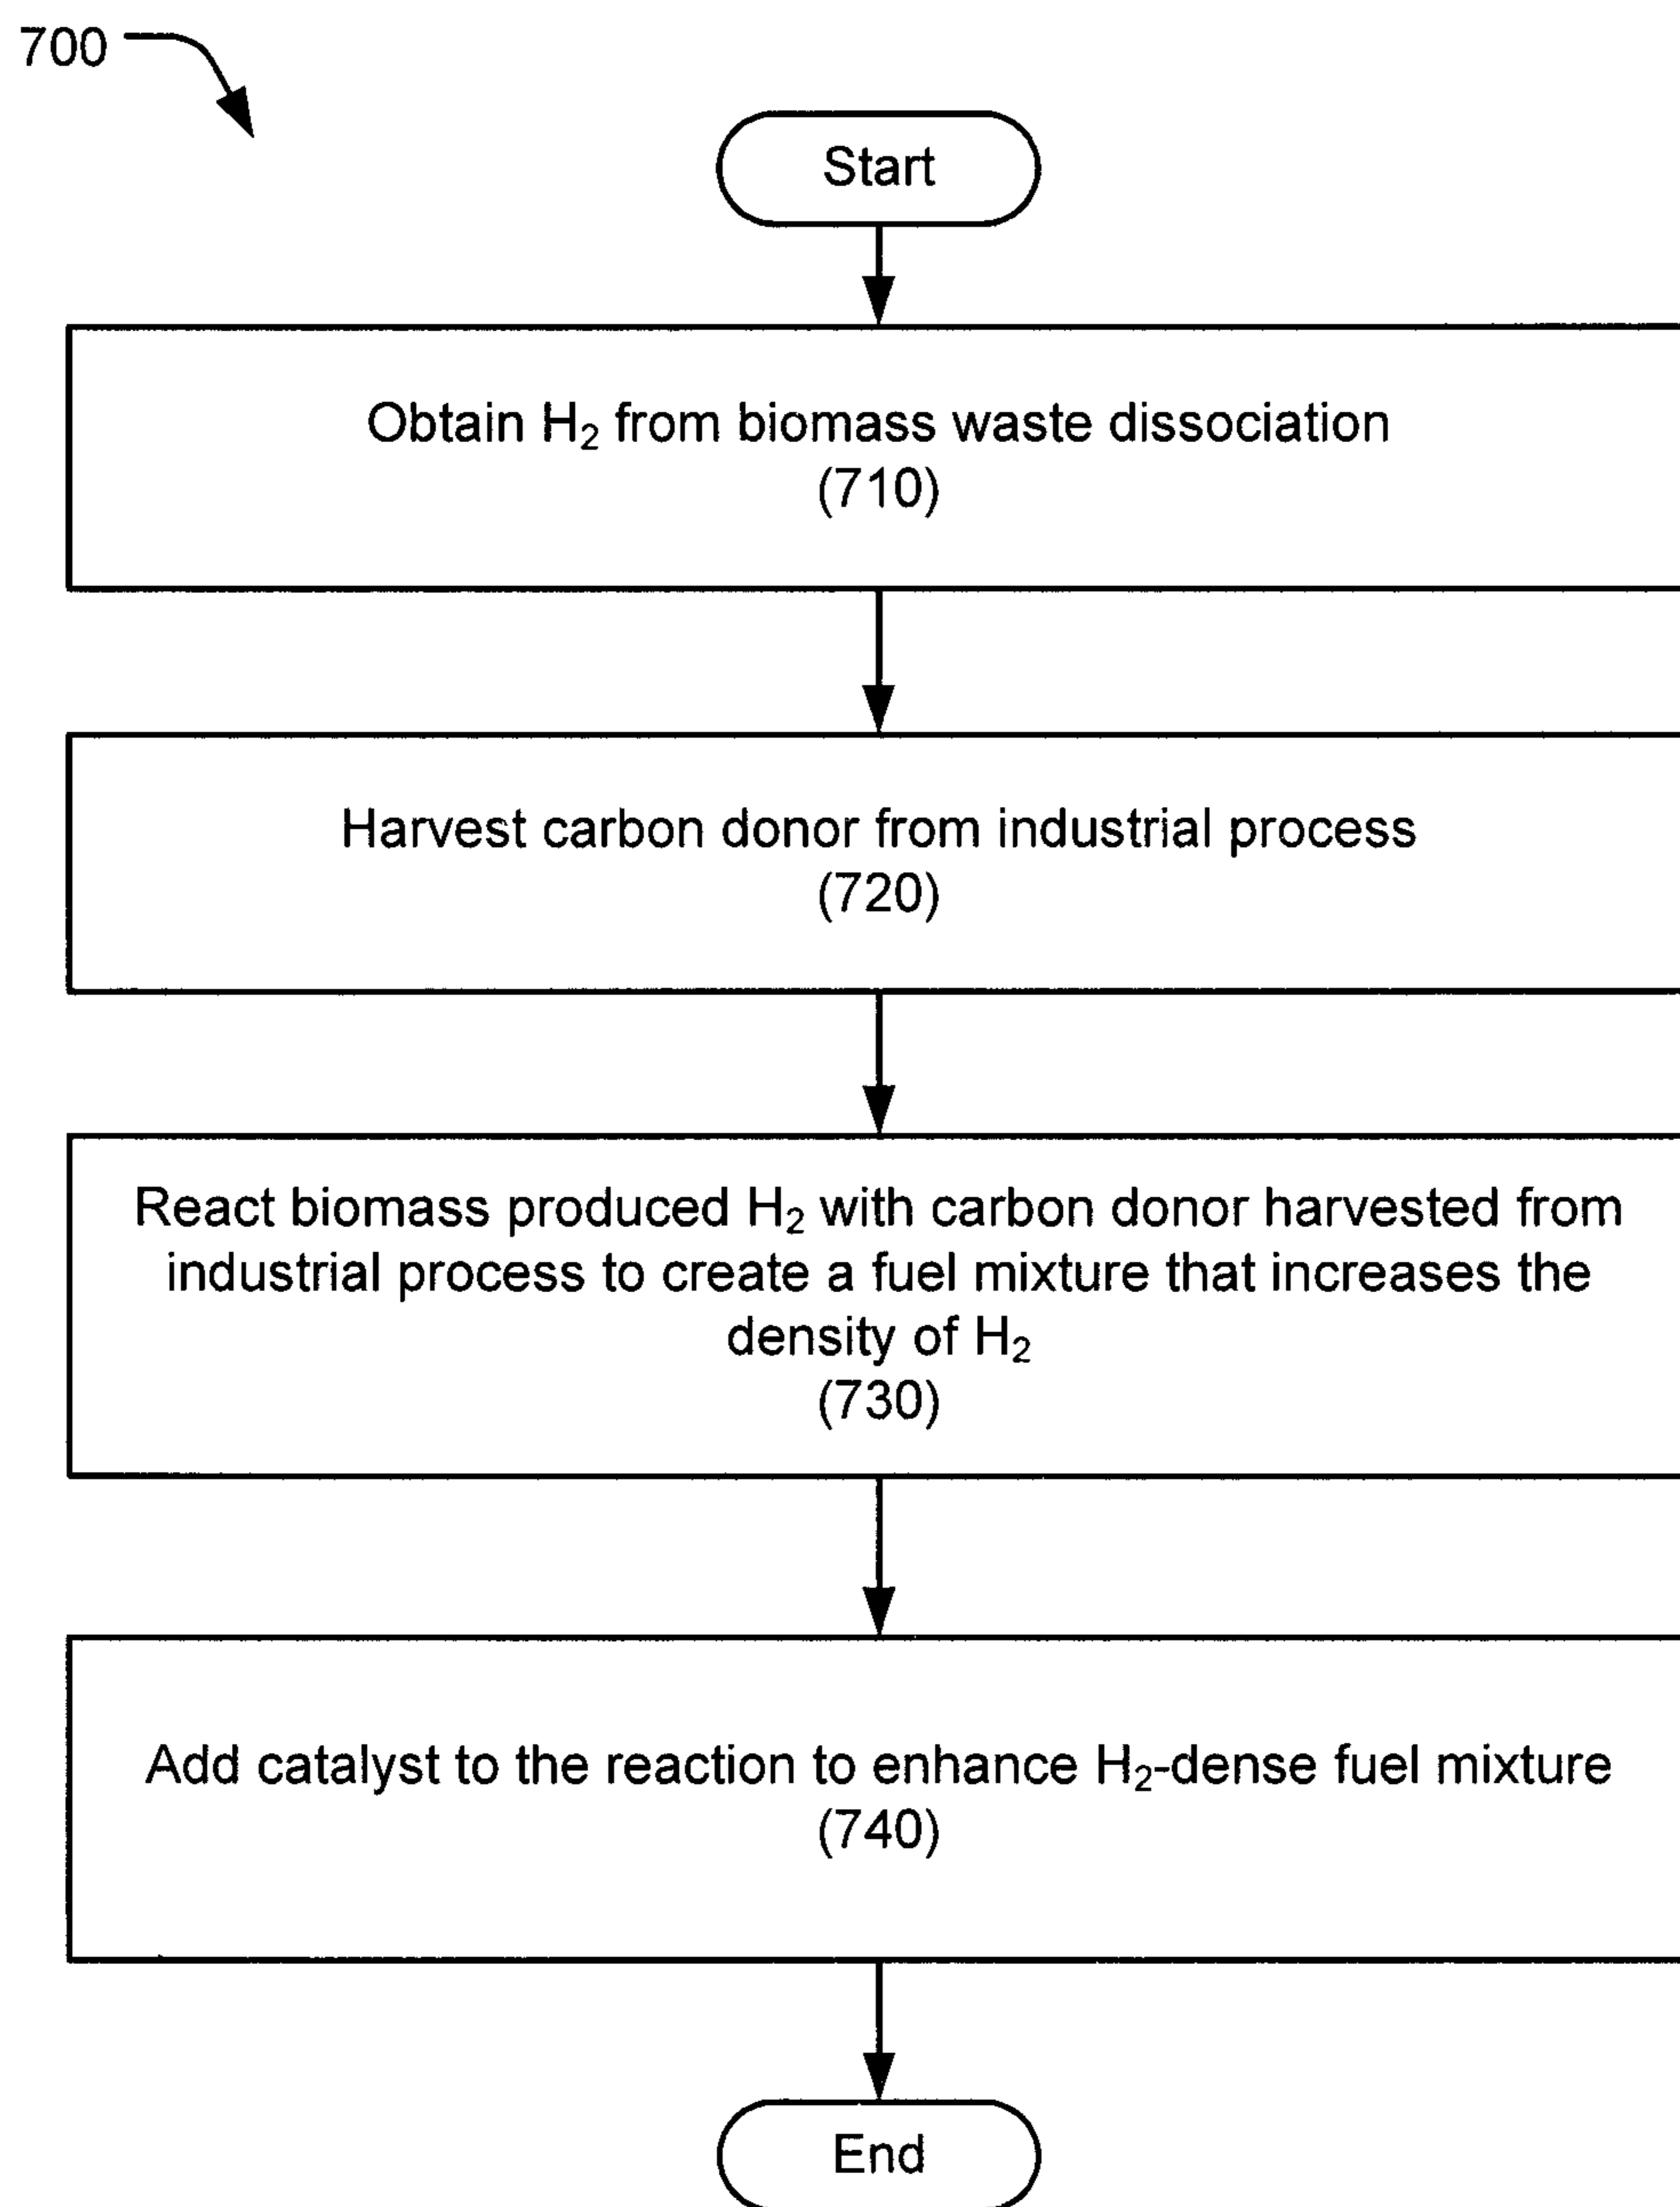 700
Start
Obtain H₂ from biomass waste dissociation
(710)
Harvest carbon donor from industrial process
(720)
React biomass produced H₂ with carbon donor harvested from
industrial process to create a fuel mixture that increases the
density of H₂
(730)
Add catalyst to the reaction to enhance H₂-dense fuel mixture
(740)
End